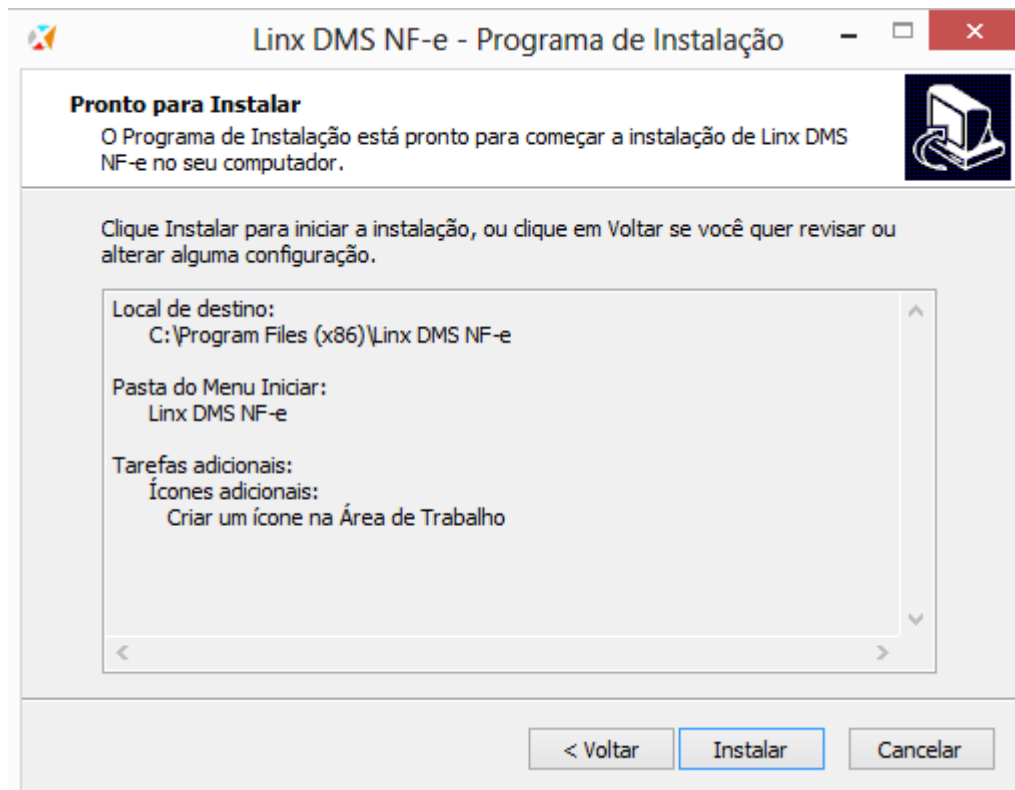 Linx DMS NF-e - Programa de Instalação
Pronto para Instalar
O Programa de Instalação está pronto para começar a instalação de Linx DMS
NF-e no seu computador.
Clique Instalar para iniciar a instalação, ou clique em Voltar se você quer revisar ou
alterar alguma configuração.
Local de destino:
C:\Program Files (x86)\Linx DMS NF-e
Pasta do Menu Iniciar:
Linx DMS NF-e
Tarefas adicionais:
Ícones adicionais:
Criar um ícone na Área de Trabalho
< Voltar
Instalar
Cancelar